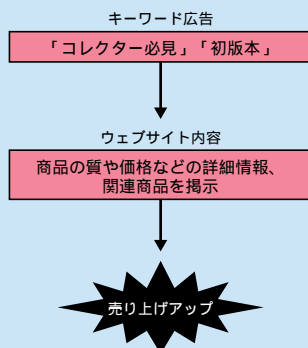 キーワード広告
「コレクター必見」「初版本」
ウェブサイト内容
商品の質や価格などの詳細情報、
関連商品を掲示
売り上げアップ